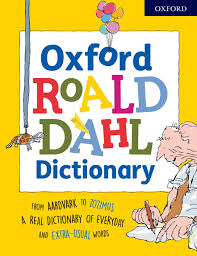 OXFORD
Oxford
ROALD
DAHL
Dictionary
FROM AARDVARK TO ZOZIMUS
A REAL DICTIONARY OF EVERYDAY
AND EXTRA-USUAL WORDS